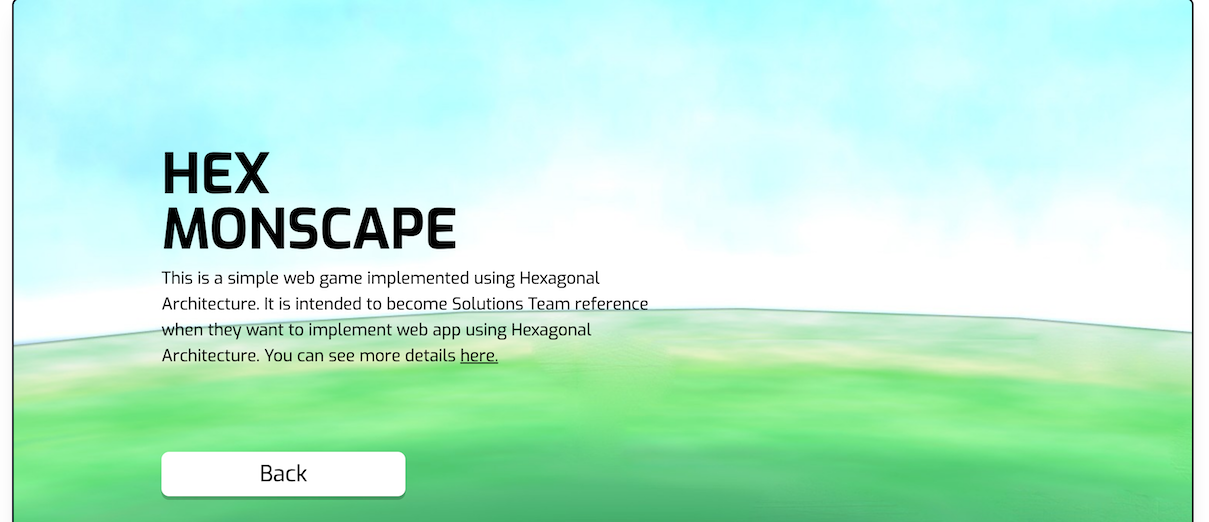 HEX
MONSCAPE
This is a simple web game implemented using Hexagonal
Architecture. It is intended to become Solutions Team reference
when they want to implement web app using Hexagonal
Architecture. You can see more details here.
Back